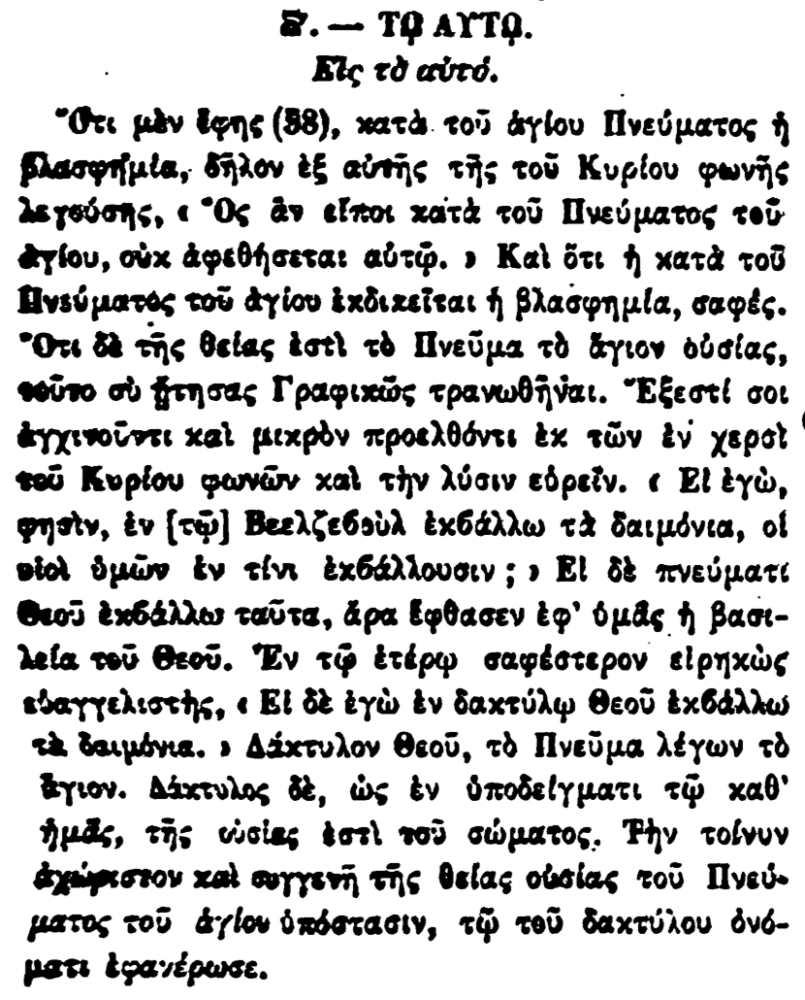 Ϛʹ. — ΤΩ ΑΥΤΩ.
Εἰς τὸ αὐτό.
Ὅτι μὲν ἔφης (38), κατὰ τοῦ ἁγίου Πνεύματος ἡ
βλασφημία, δῆλον ἐξ αὐτῆς τῆς τοῦ Κυρίου φωνῆς
λεγούσης, « Ὃς ἂν εἴποι κατὰ τοῦ Πνεύματος τοῦ
ἁγίου, οὐκ ἀφεθήσεται αὐτῷ. » Καὶ ὅτι ἡ κατὰ τοῦ
Πνεύματος τοῦ ἁγίου ἐκδικεῖται ἡ βλασφημία, σαφές.
Ὅτι δὲ τῆς θείας ἐστὶ τὸ Πνεῦμα τὸ ἅγιον οὐσίας,
τοῦτο σὺ ᾔτησας Γραφικῶς τρανωθῆναι. Ἔξεστί σοι
ἀγχινοῦντι καὶ μικρὸν προελθόντι ἐκ τῶν ἐν χερσὶ
τοῦ Κυρίου φωνῶν καὶ τὴν λύσιν εὑρεῖν. « Εἰ ἐγὼ,
φησὶν, ἐν [τῷ] Βεελζεβοὺλ ἐκβάλλω τὰ δαιμόνια, οἱ
υἱοὶ ὑμῶν ἐν τίνι ἐκβάλλουσιν ; » Εἰ δὲ πνεύματι
Θεοῦ ἐκβάλλω ταῦτα, ἄρα ἔφθασεν ἐφ' ὑμᾶς ἡ βασι-
λεία τοῦ Θεοῦ. Ἐν τῷ ἑτέρῳ σαφέστερον εἰρηκὼς
εὐαγγελιστὴς, « Εἰ δὲ ἐγὼ ἐν δακτύλῳ Θεοῦ ἐκβάλλω
τὰ δαιμόνια. » Δάκτυλον Θεοῦ, τὸ Πνεῦμα λέγων τὸ
ἅγιον. Δάκτυλος δὲ, ὡς ἐν ὑποδείγματι τῷ καθ'
ἡμᾶς, τῆς οὐσίας ἐστὶ τοῦ σώματος. Τὴν τοίνυν
ἀχώριστον καὶ συγγενῆ τῆς θείας οὐσίας τοῦ Πνεύ-
ματος τοῦ ἁγίου ὑπόστασιν, τῷ τοῦ δακτύλου ὀνό-
ματι ἐφανέρωσε.